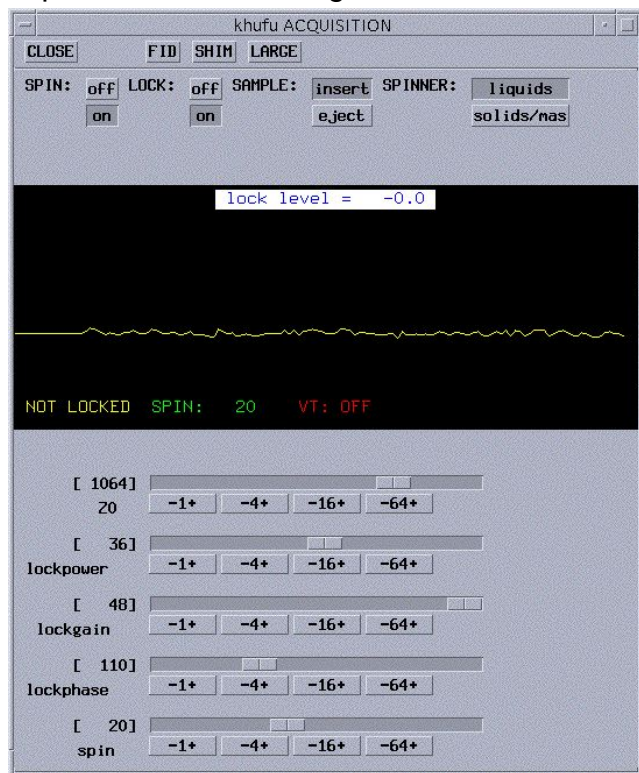 khufu ACQUISITION
CLOSE FID SHIM LARGE
SPIN: off LOCK: off SAMPLE: insert SPINNER: liquids
on on eject solids/mas
lock level = -0.0
NOT LOCKED SPIN: 20 VT: OFF
[ 1064]
Z0 -1+ -4+ -16+ -64+
[ 36]
lockpower -1+ -4+ -16+ -64+
[ 48]
lockgain -1+ -4+ -16+ -64+
[ 110]
lockphase -1+ -4+ -16+ -64+
[ 20]
spin -1+ -4+ -16+ -64+